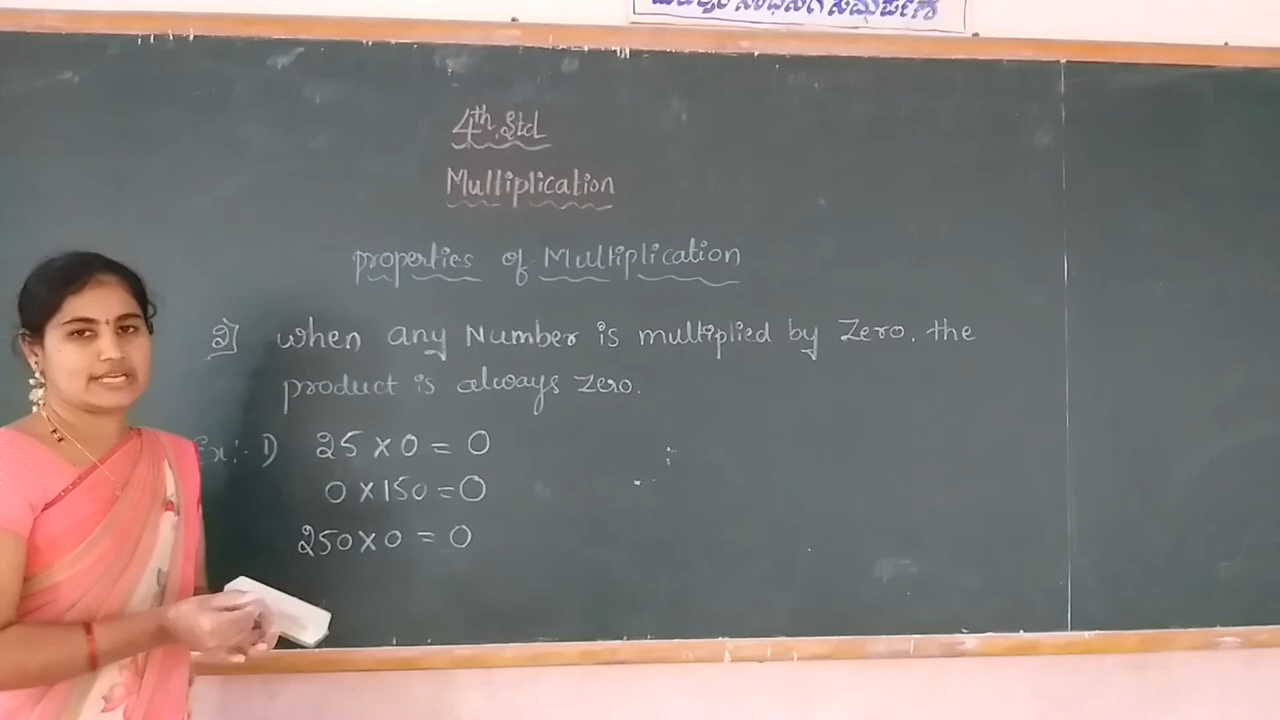 4th Std
Multiplication
properties of Multiplication
2] when any Number is multiplied by Zero. the
product is always zero.
Ex:- 1) 25 x 0 = 0
0 x 150 = 0
250 x 0 = 0